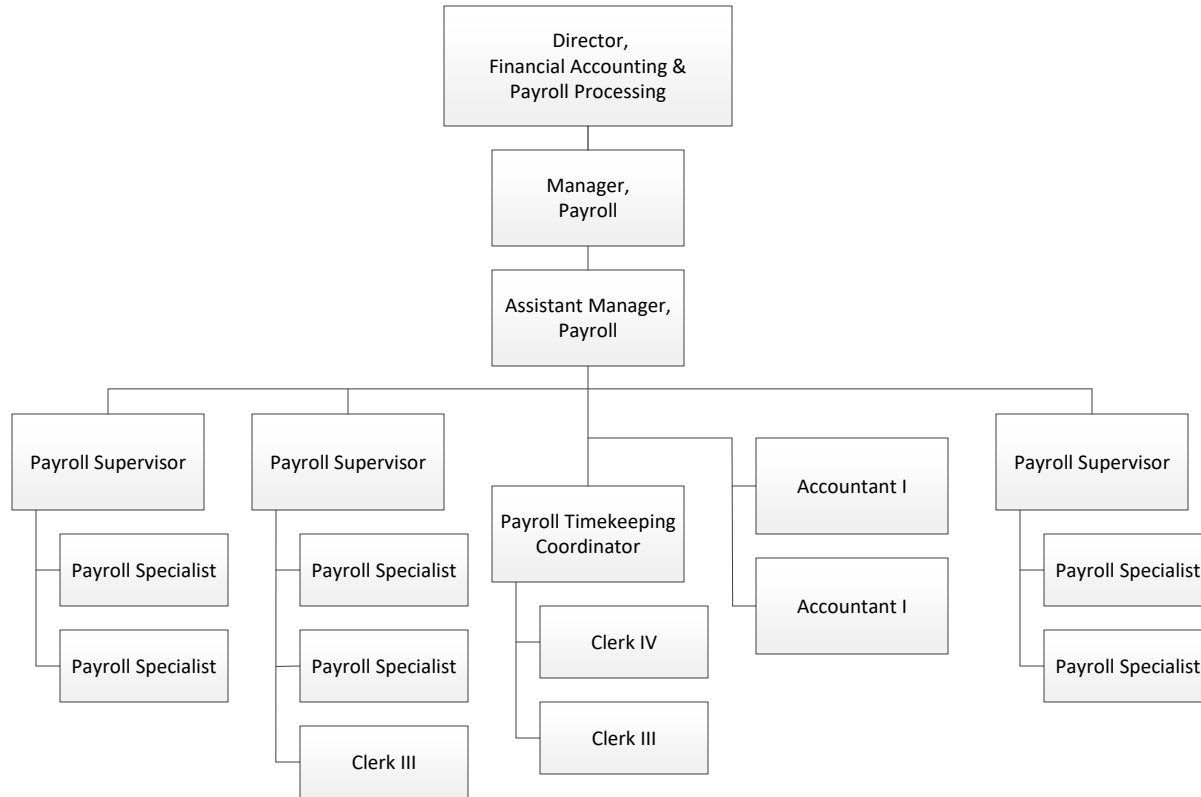 Director,
Financial Accounting &
Payroll Processing
Manager,
Payroll
Assistant Manager,
Payroll
Payroll Supervisor
Payroll Specialist
Payroll Specialist
Payroll Supervisor
Payroll Specialist
Payroll Specialist
Clerk III
Payroll Timekeeping
Coordinator
Clerk IV
Clerk III
Accountant I
Accountant I
Payroll Supervisor
Payroll Specialist
Payroll Specialist